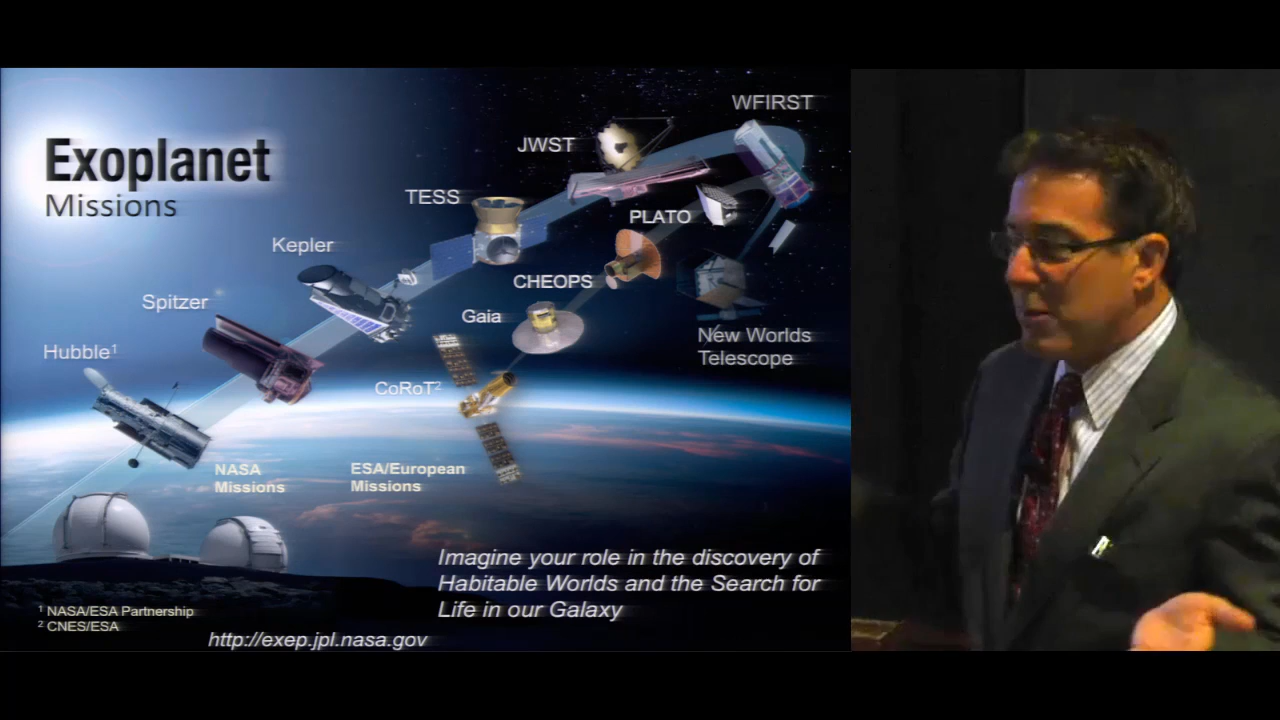 Exoplanet
Missions
WFIRST
JWST
TESS
PLATO
Kepler
CHEOPS
Spitzer
Gaia
New Worlds
Telescope
Hubble¹
CoRoT²
NASA
Missions
ESA/European
Missions
Imagine your role in the discovery of
Habitable Worlds and the Search for
Life in our Galaxy
¹ NASA/ESA Partnership
² CNES/ESA
http://exep.jpl.nasa.gov